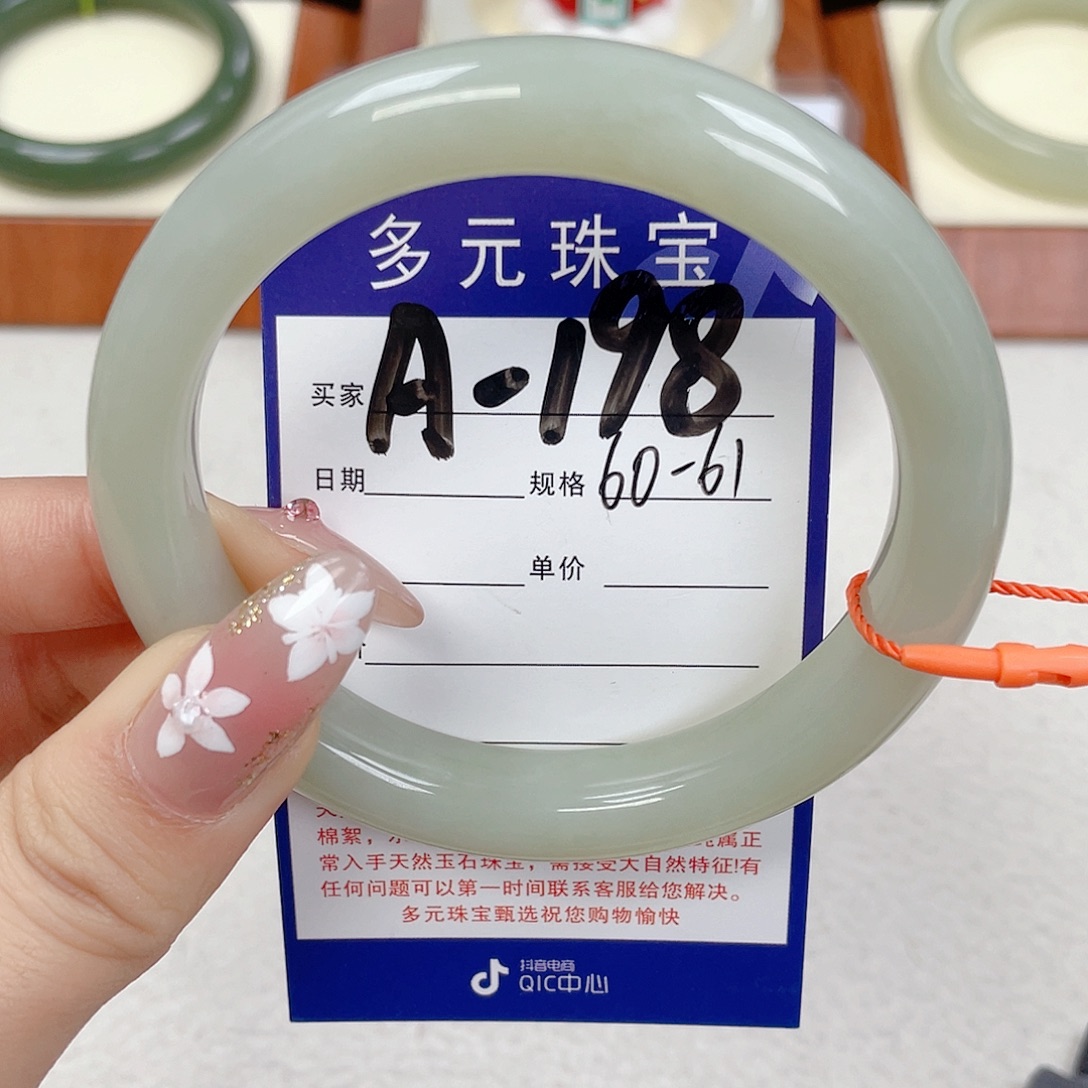 多元珠宝
买家 A-198
日期 规格 60-61
单价
棉絮，
属正
常入手天然玉石珠宝，需接受大自然特征!有
任何问题可以第一时间联系客服给您解决。
多元珠宝甄选祝您购物愉快
抖音电商
QIC中心